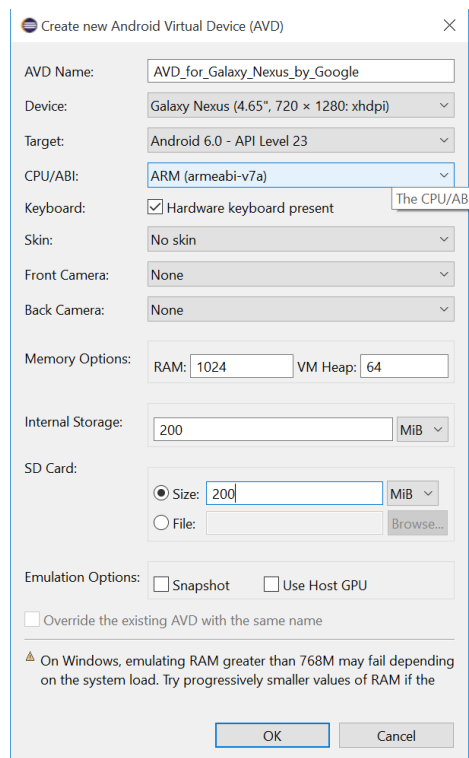 Create new Android Virtual Device (AVD)
AVD Name: AVD_for_Galaxy_Nexus_by_Google
Device: Galaxy Nexus (4.65", 720 × 1280: xhdpi)
Target: Android 6.0 - API Level 23
CPU/ABI: ARM (armeabi-v7a)
The CPU/AB
Keyboard: Hardware keyboard present
Skin: No skin
Front Camera: None
Back Camera: None
Memory Options: RAM: 1024 VM Heap: 64
Internal Storage: 200 MiB
SD Card:
Size: 200 MiB
File: Browse...
Emulation Options: Snapshot Use Host GPU
Override the existing AVD with the same name
On Windows, emulating RAM greater than 768M may fail depending
on the system load. Try progressively smaller values of RAM if the
OK Cancel